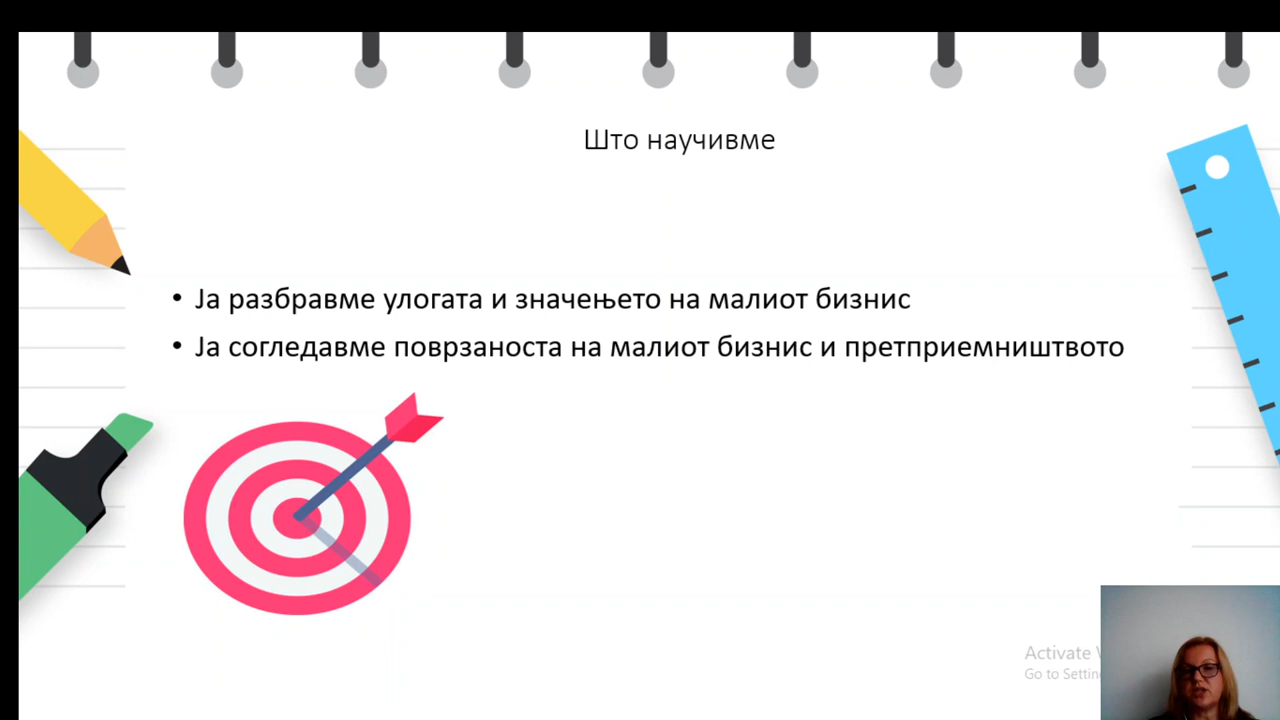 Што научивме
• Ја разбравме улогата и значењето на малиот бизнис
• Ја согледавме поврзаноста на малиот бизнис и претприемништвото
Activate
Go to